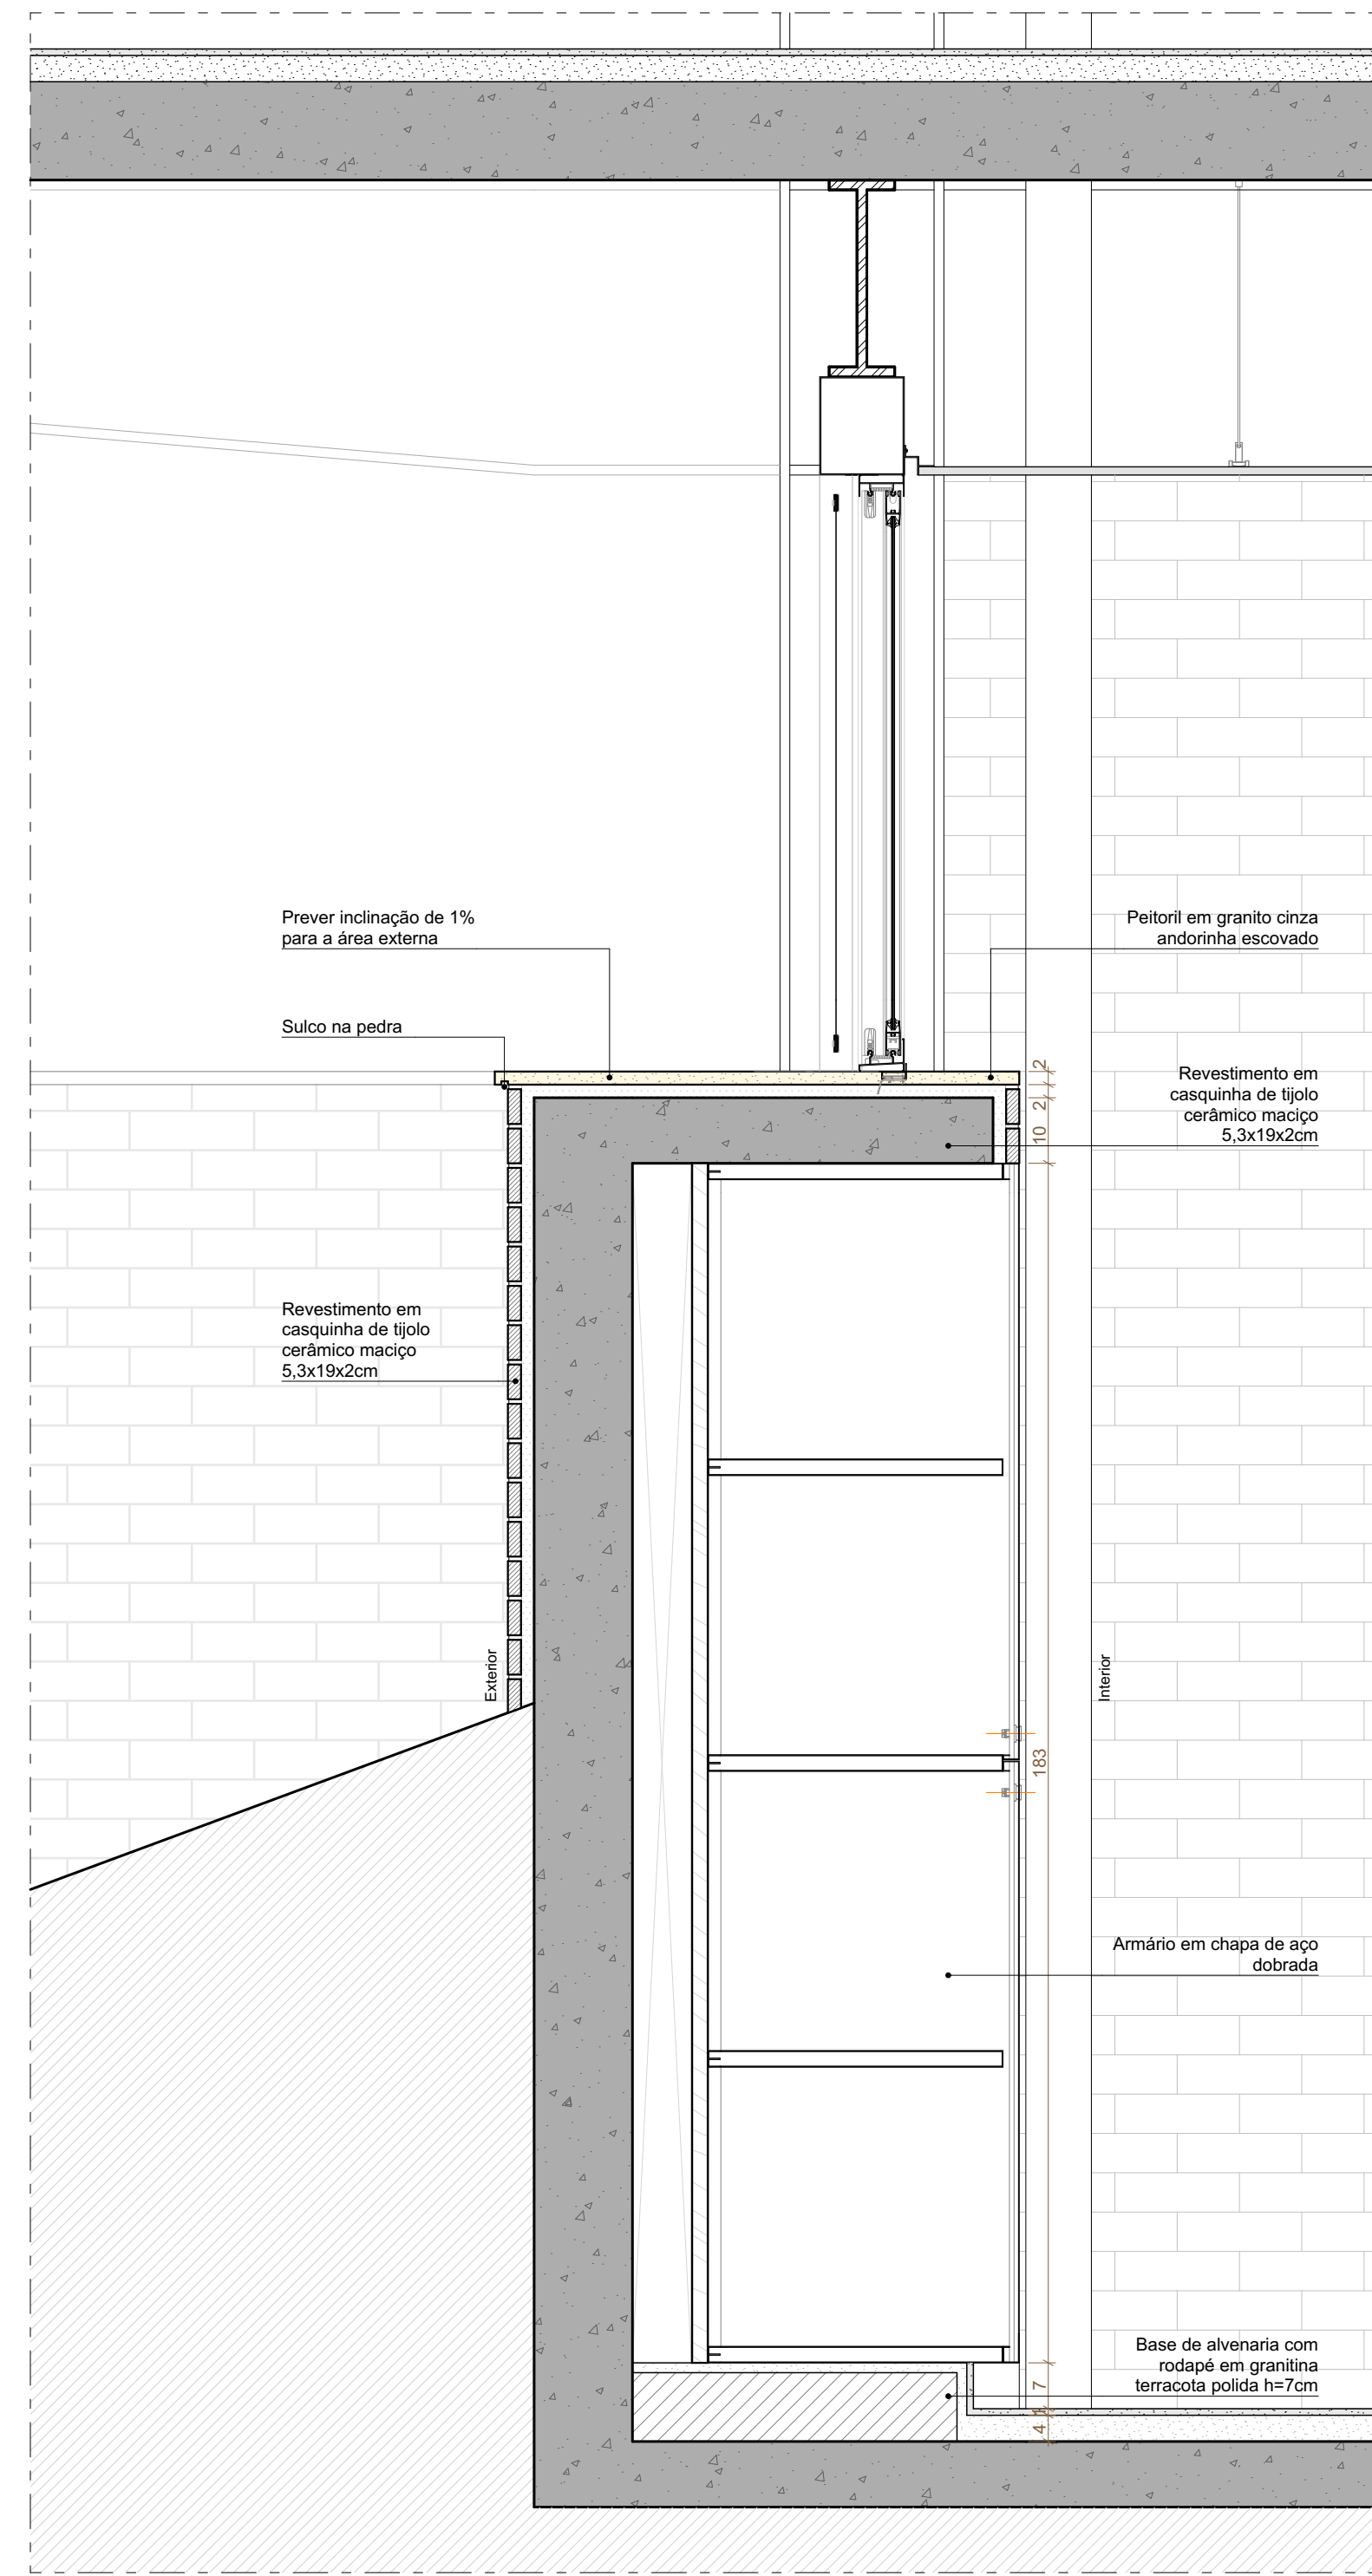 Prever inclinação de 1%
para a área externa
Peitoril em granito cinza
andorinha escovado
Sulco na pedra
2
2
10
Revestimento em
casquinha de tijolo
cerâmico maciço
5,3x19x2cm
Revestimento em
casquinha de tijolo
cerâmico maciço
5,3x19x2cm
Exterior
Interior
183
Armário em chapa de aço
dobrada
Base de alvenaria com
rodapé em granitina
terracota polida h=7cm
7
1
4